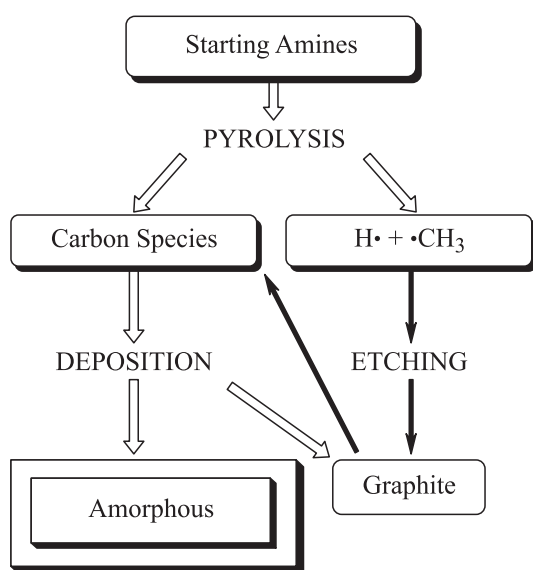 Starting Amines
PYROLYSIS
Carbon Species
H• + •CH₃
DEPOSITION
ETCHING
Amorphous
Graphite